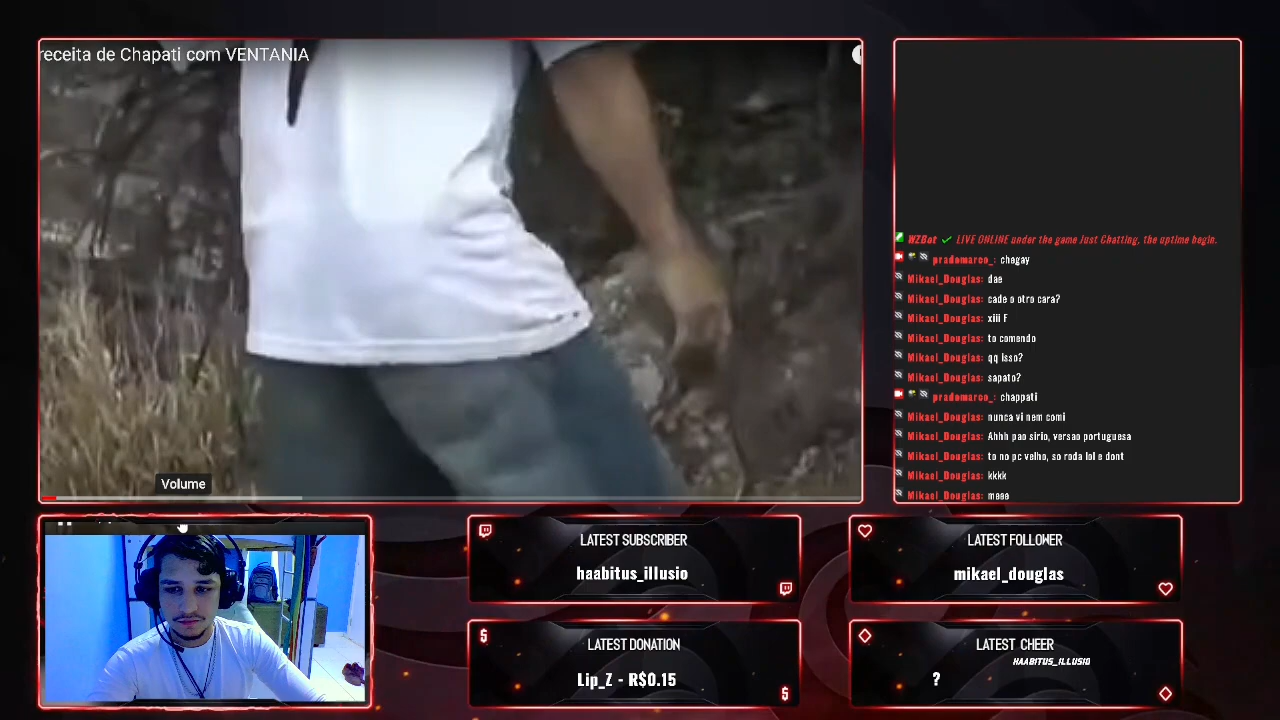 receita de Chapati com VENTANIA
Volume
WZBot LIVE ONLINE under the game Just Chatting, the uptime begin.
pradomarco_: chegay
Mikael_Douglas: dae
Mikael_Douglas: cade o otro cara?
Mikael_Douglas: xiii F
Mikael_Douglas: to comendo
Mikael_Douglas: qq isso?
Mikael_Douglas: sapato?
pradomarco_: chappati
Mikael_Douglas: nunca vi nem comi
Mikael_Douglas: Ahhh pao sirio, versao portuguesa
Mikael_Douglas: to no pc velho, so roda lol e dont
Mikael_Douglas: kkkk
Mikael_Douglas:
LATEST SUBSCRIBER
haabitus_illusio
LATEST FOLLOWER
mikael_douglas
LATEST DONATION
Lip_Z - R$0.15
LATEST CHEER
HAABITUS_ILLUSIO
?